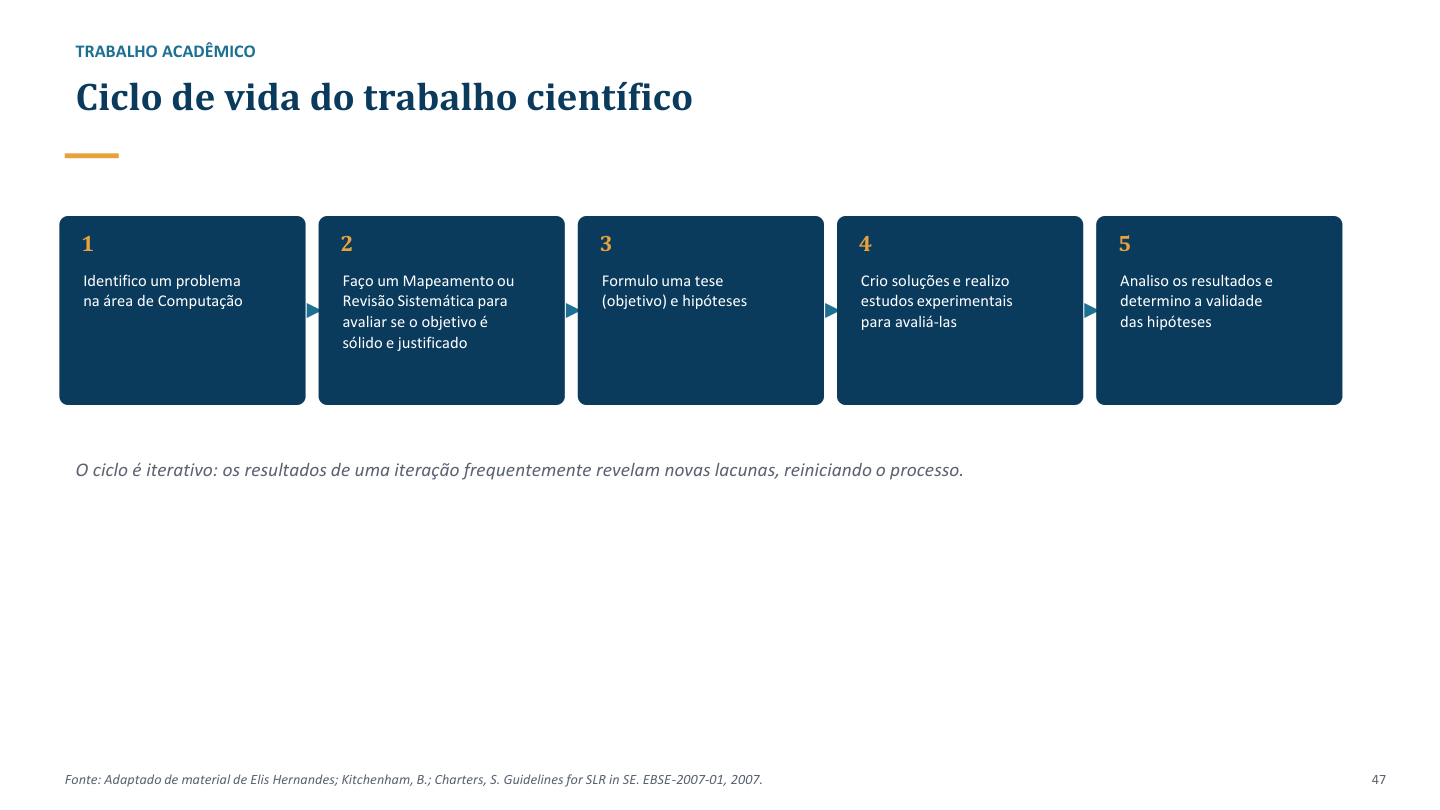 TRABALHO ACADÊMICO
Ciclo de vida do trabalho científico
1
Identifico um problema
na área de Computação
2
Faço um Mapeamento ou
Revisão Sistemática para
avaliar se o objetivo é
sólido e justificado
3
Formulo uma tese
(objetivo) e hipóteses
4
Crio soluções e realizo
estudos experimentais
para avaliá-las
5
Analiso os resultados e
determino a validade
das hipóteses
O ciclo é iterativo: os resultados de uma iteração frequentemente revelam novas lacunas, reiniciando o processo.
Fonte: Adaptado de material de Elis Hernandes; Kitchenham, B.; Charters, S. Guidelines for SLR in SE. EBSE-2007-01, 2007.
47